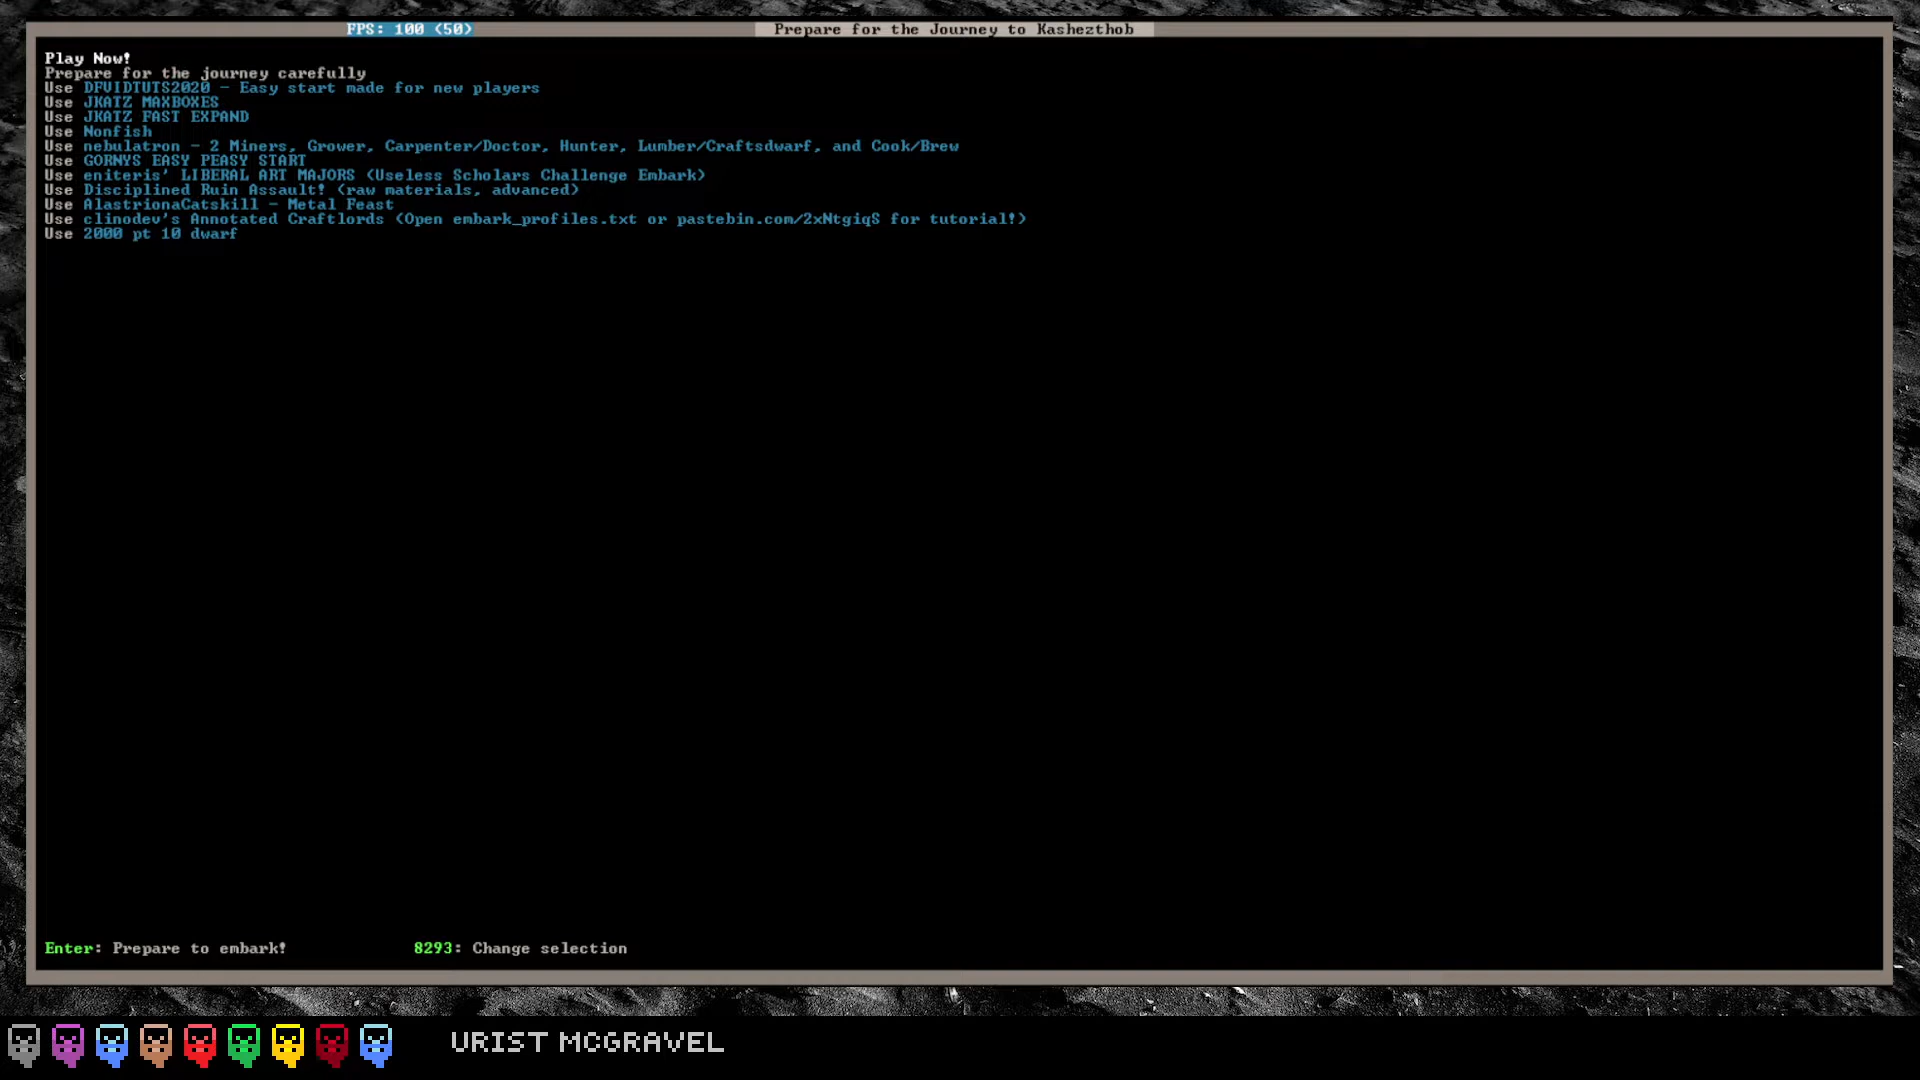 FPS: 100 (50)
Prepare for the Journey to Kashezthob
Play Now!
Prepare for the journey carefully
Use DFVIDTUTS2020 - Easy start made for new players
Use JKATZ MAXBOXES
Use JKATZ FAST EXPAND
Use Nonfish
Use nebulatron - 2 Miners, Grower, Carpenter/Doctor, Hunter, Lumber/Craftsdwarf, and Cook/Brew
Use GORNYS EASY PEASY START
Use eniteris' LIBERAL ART MAJORS (Useless Scholars Challenge Embark)
Use Disciplined Ruin Assault! (raw materials, advanced)
Use AlastrionaCatskill - Metal Feast
Use clinodev's Annotated Craftlords (Open embark_profiles.txt or pastebin.com/2xNtgiqS for tutorial!)
Use 2000 pt 10 dwarf
Enter: Prepare to embark!
8293: Change selection
URIST MCGRAVEL